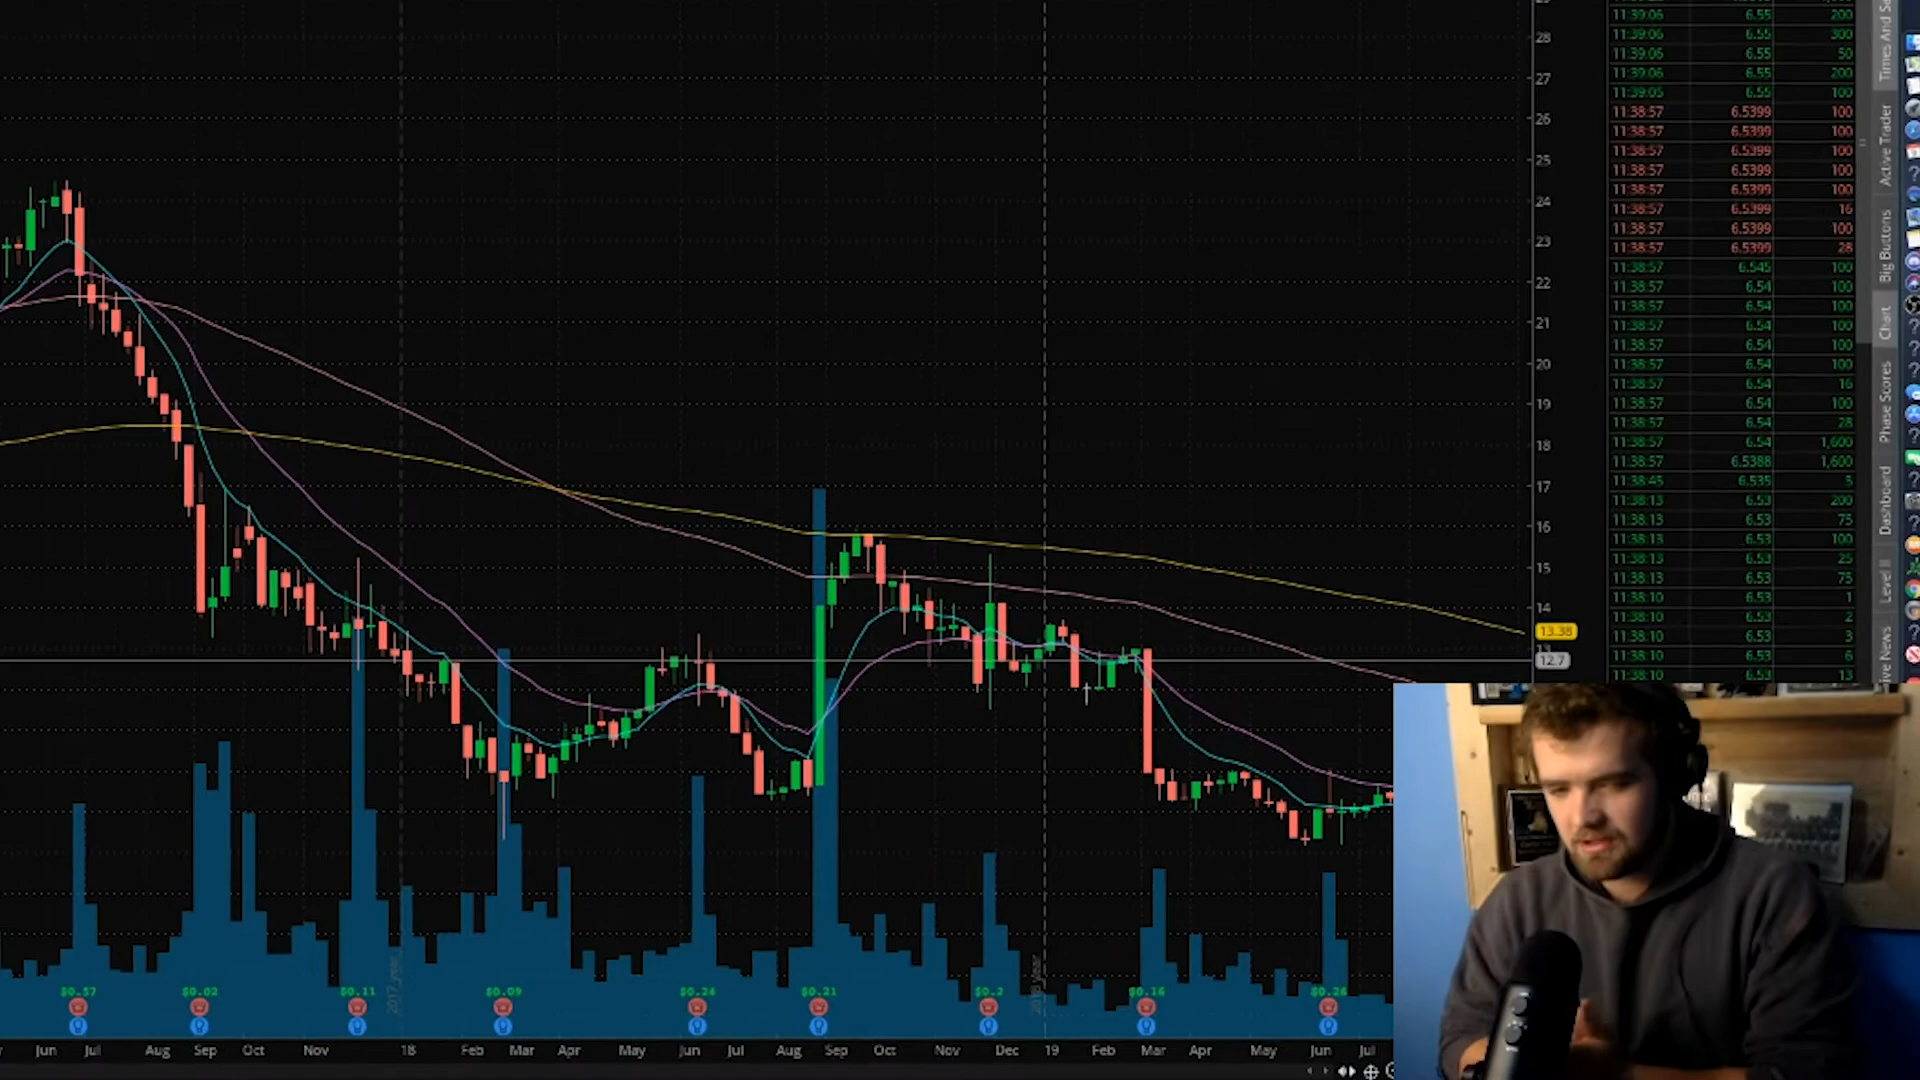 28
27
26
25
24
23
22
21
20
19
18
17
16
15
14
13.38
12.7
11:39:06 6.55 200
11:39:06 6.55 300
11:39:06 6.55 50
11:39:06 6.55 200
11:39:05 6.55 100
11:38:57 6.5399 100
11:38:57 6.5399 100
11:38:57 6.5399 100
11:38:57 6.5399 100
11:38:57 6.5399 100
11:38:57 6.5399 16
11:38:57 6.5399 100
11:38:57 6.5399 28
11:38:57 6.545 100
11:38:57 6.54 100
11:38:57 6.54 100
11:38:57 6.54 100
11:38:57 6.54 100
11:38:57 6.54 100
11:38:57 6.54 16
11:38:57 6.54 100
11:38:57 6.54 28
11:38:57 6.54 1,600
11:38:57 6.5388 1,600
11:38:45 6.535 5
11:38:13 6.53 200
11:38:13 6.53 75
11:38:13 6.53 100
11:38:13 6.53 25
11:38:13 6.53 75
11:38:10 6.53 1
11:38:10 6.53 2
11:38:10 6.53 3
11:38:10 6.53 6
11:38:10 6.53 13
Times And Sa
Active Trader
Big Buttons
Chart
Phase Scores
Dashboard
Level II
ive News
2017 year
2018 year
$0.57 $0.02 $0.11 $0.09 $0.24 $0.21 $0.2 $0.16 $0.26
Jun Jul Aug Sep Oct Nov 18 Feb Mar Apr May Jun Jul Aug Sep Oct Nov Dec 19 Feb Mar Apr May Jun Jul